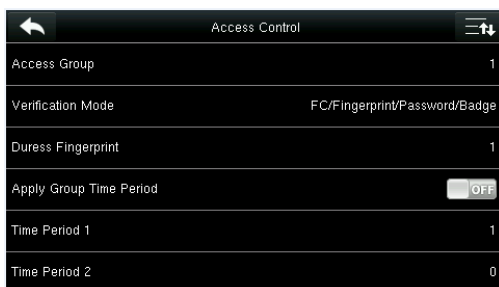 Access Control
Access Group 1
Verification Mode FC/Fingerprint/Password/Badge
Duress Fingerprint 1
Apply Group Time Period OFF
Time Period 1 1
Time Period 2 0